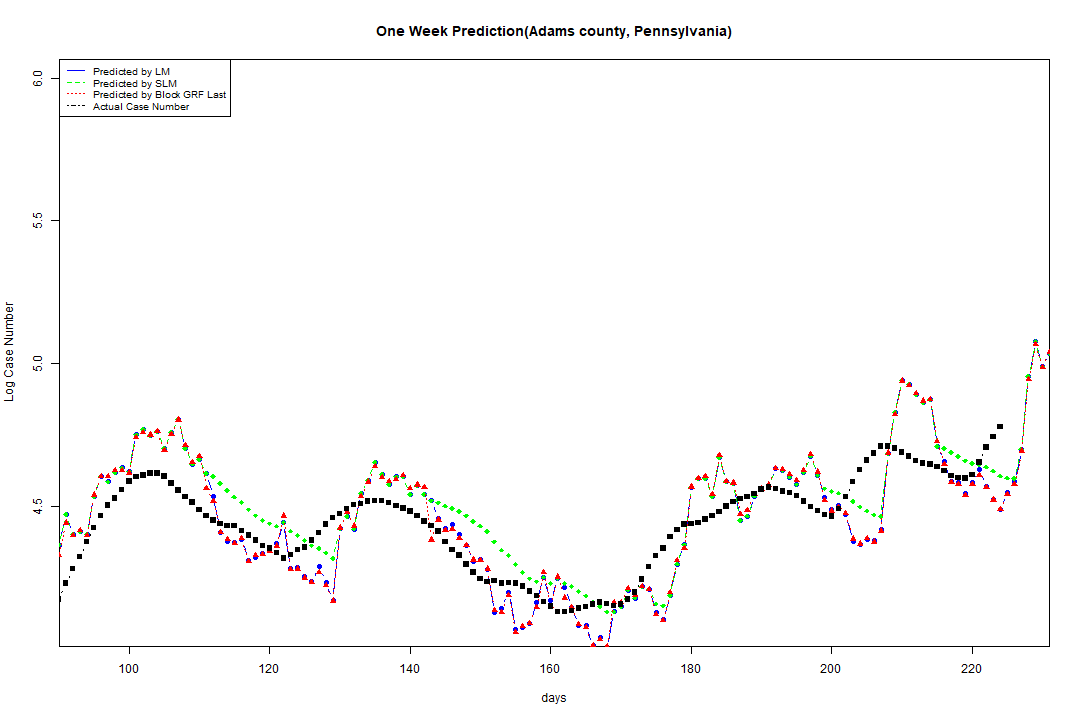 One Week Prediction(Adams county, Pennsylvania)
Predicted by LM
Predicted by SLM
Predicted by Block GRF Last
Actual Case Number
6.0
5.5
5.0
4.5
Log Case Number
100 120 140 160 180 200 220
days